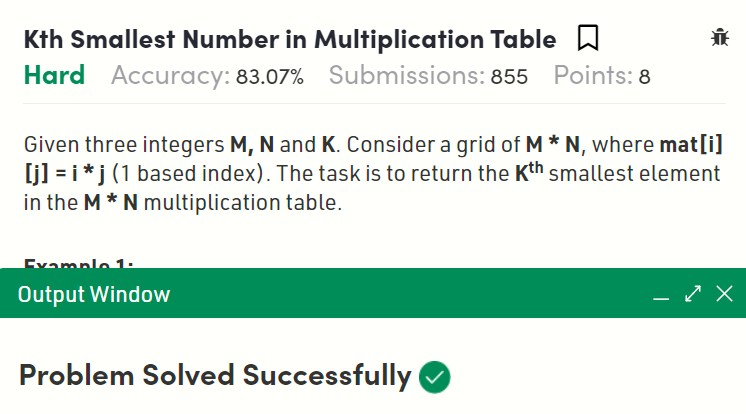 Kth Smallest Number in Multiplication Table
Hard Accuracy: 83.07% Submissions: 855 Points: 8
Given three integers M, N and K. Consider a grid of M * N, where mat[i]
[j] = i * j (1 based index). The task is to return the Kth smallest element
in the M * N multiplication table.
Example 1:
Output Window
Problem Solved Successfully